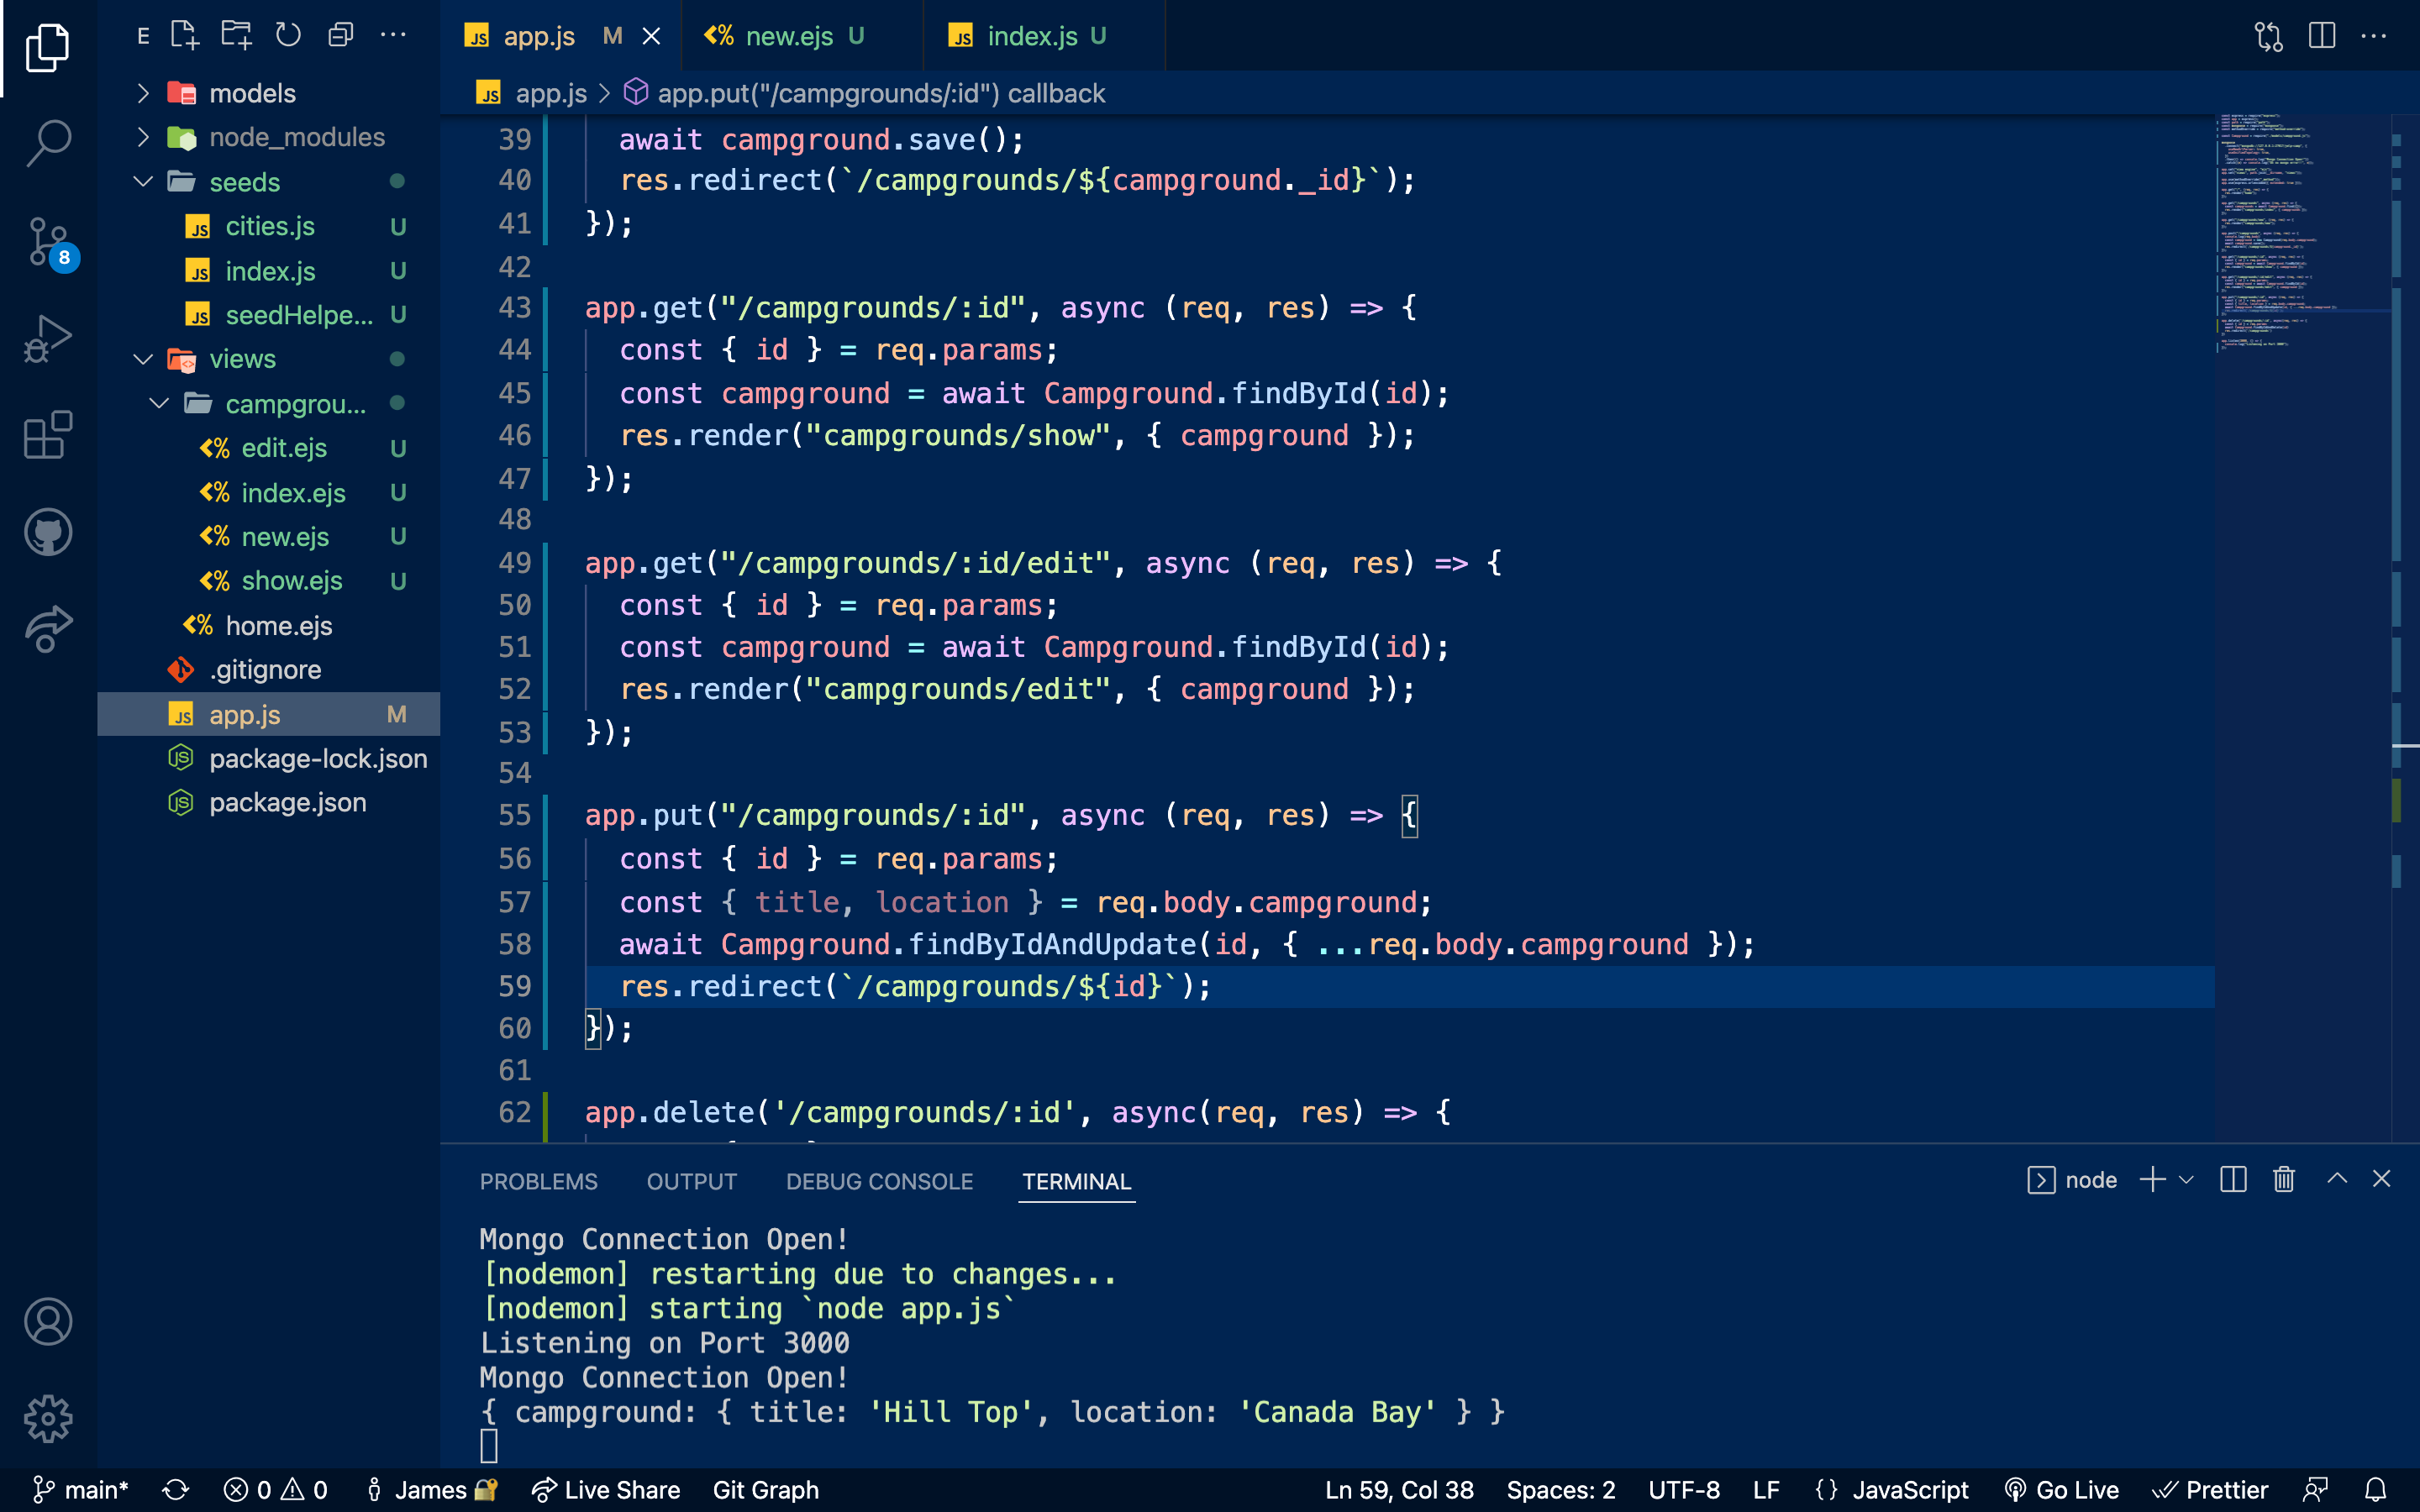 E
app.js M
new.ejs U
index.js U
models
node_modules
seeds
cities.js U
index.js U
seedHelpe... U
views
campgrou...
edit.ejs U
index.ejs U
new.ejs U
show.ejs U
home.ejs
.gitignore
app.js M
package-lock.json
package.json
8
JS app.js > app.put("/campgrounds/:id") callback
39 await campground.save();
40 res.redirect(`/campgrounds/${campground._id}`);
41 });
42
43 app.get("/campgrounds/:id", async (req, res) => {
44 const { id } = req.params;
45 const campground = await Campground.findById(id);
46 res.render("campgrounds/show", { campground });
47 });
48
49 app.get("/campgrounds/:id/edit", async (req, res) => {
50 const { id } = req.params;
51 const campground = await Campground.findById(id);
52 res.render("campgrounds/edit", { campground });
53 });
54
55 app.put("/campgrounds/:id", async (req, res) => {
56 const { id } = req.params;
57 const { title, location } = req.body.campground;
58 await Campground.findByIdAndUpdate(id, { ...req.body.campground });
59 res.redirect(`/campgrounds/${id}`);
60 });
61
62 app.delete('/campgrounds/:id', async(req, res) => {
PROBLEMS OUTPUT DEBUG CONSOLE TERMINAL
node
Mongo Connection Open!
[nodemon] restarting due to changes...
[nodemon] starting `node app.js`
Listening on Port 3000
Mongo Connection Open!
{ campground: { title: 'Hill Top', location: 'Canada Bay' } }
main* 0 0 James Live Share Git Graph Ln 59, Col 38 Spaces: 2 UTF-8 LF {} JavaScript Go Live Prettier